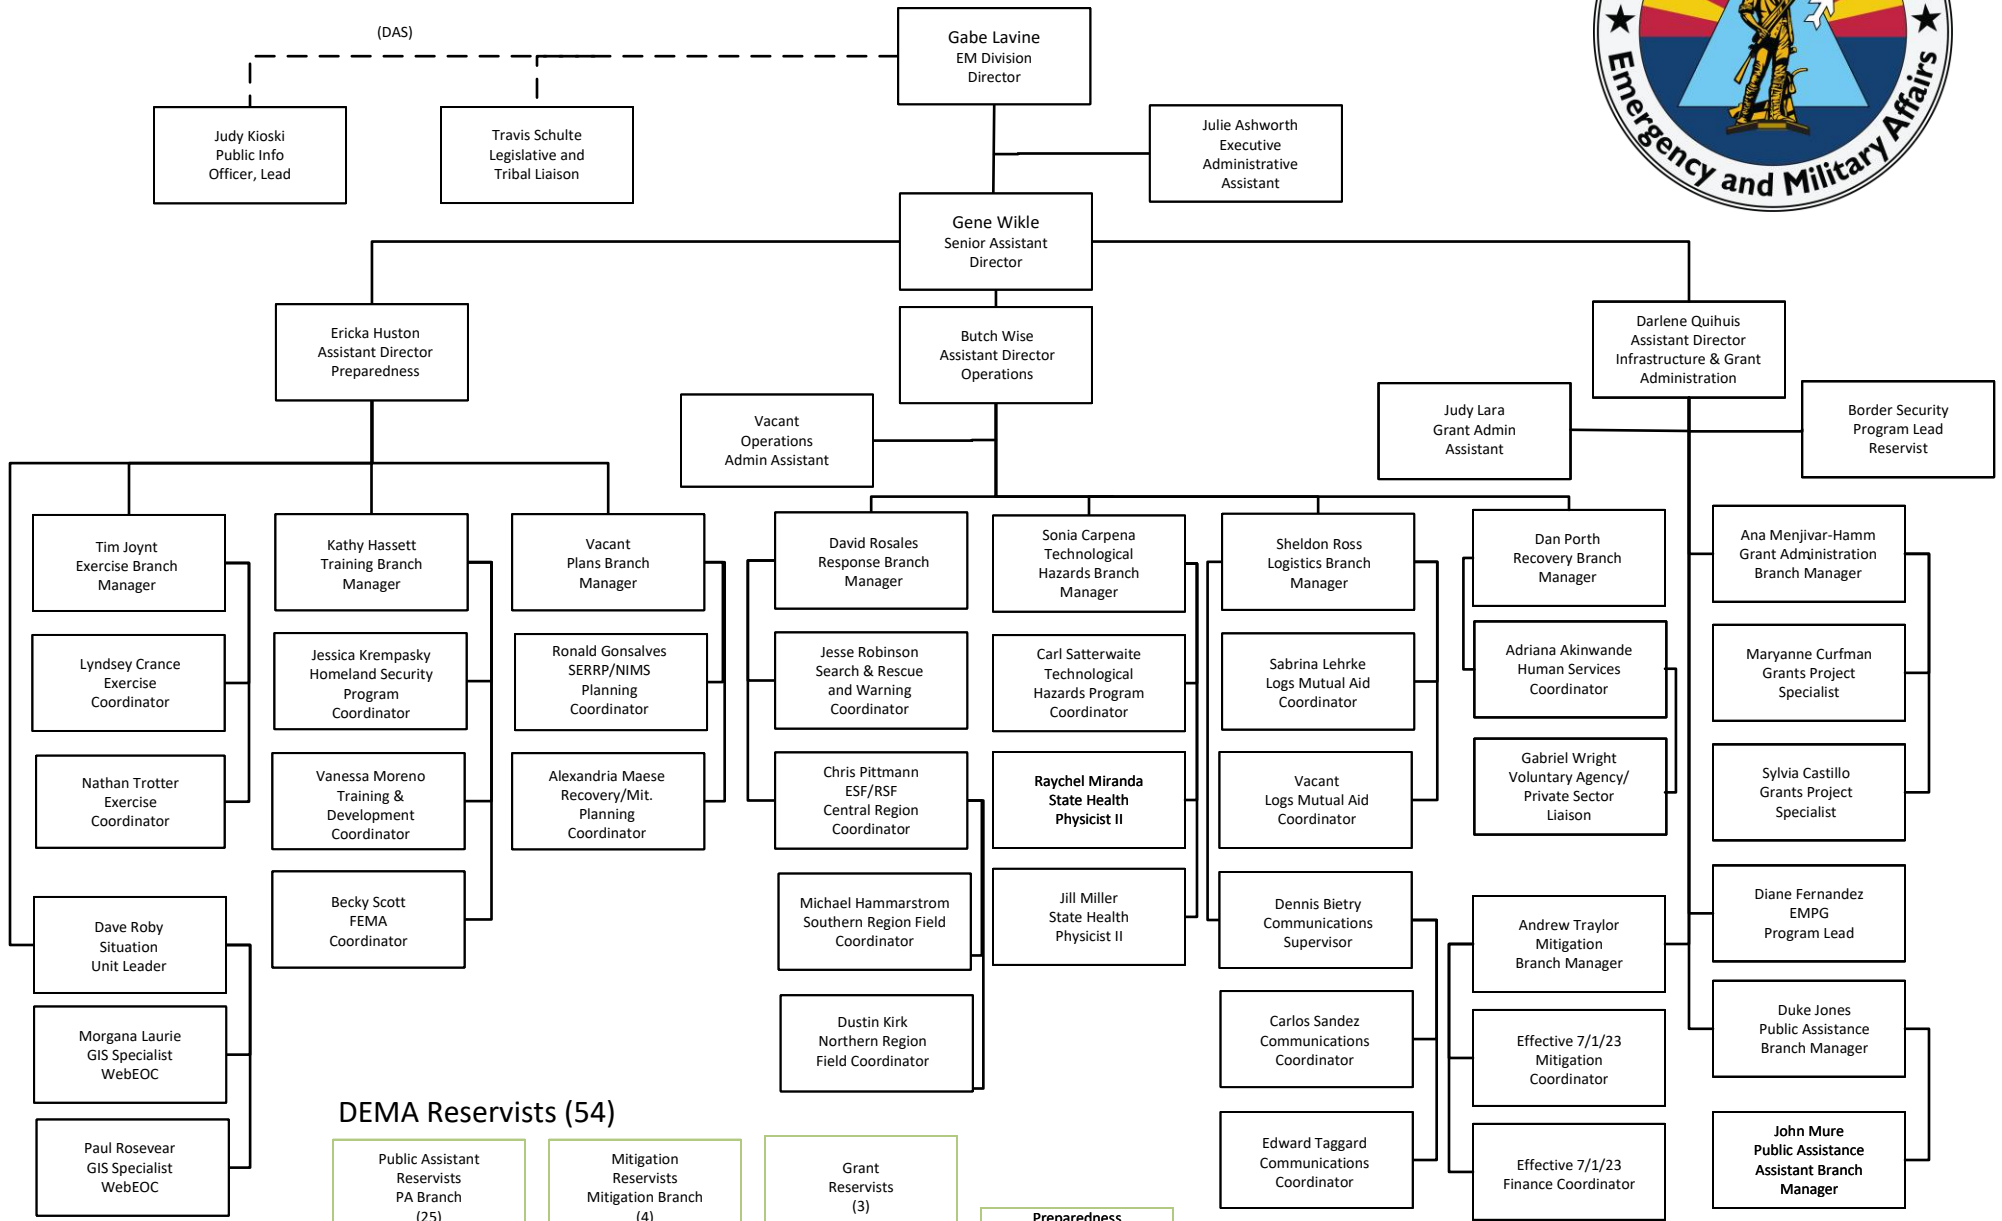 (DAS)
Gabe Lavine
EM Division
Director
Emergency and Military Affairs
Judy Kioski
Public Info
Officer, Lead
Travis Schulte
Legislative and
Tribal Liaison
Julie Ashworth
Executive
Administrative
Assistant
Gene Wikle
Senior Assistant
Director
Ericka Huston
Assistant Director
Preparedness
Butch Wise
Assistant Director
Operations
Darlene Quihuis
Assistant Director
Infrastructure & Grant
Administration
Vacant
Operations
Admin Assistant
Judy Lara
Grant Admin
Assistant
Border Security
Program Lead
Reservist
Tim Joynt
Exercise Branch
Manager
Kathy Hassett
Training Branch
Manager
Vacant
Plans Branch
Manager
David Rosales
Response Branch
Manager
Sonia Carpena
Technological
Hazards Branch
Manager
Sheldon Ross
Logistics Branch
Manager
Dan Porth
Recovery Branch
Manager
Ana Menjivar-Hamm
Grant Administration
Branch Manager
Lyndsey Crance
Exercise
Coordinator
Jessica Krempasky
Homeland Security
Program
Coordinator
Ronald Gonsalves
SERRP/NIMS
Planning
Coordinator
Jesse Robinson
Search & Rescue
and Warning
Coordinator
Carl Satterwaite
Technological
Hazards Program
Coordinator
Sabrina Lehrke
Logs Mutual Aid
Coordinator
Adriana Akinwande
Human Services
Coordinator
Maryanne Curfman
Grants Project
Specialist
Nathan Trotter
Exercise
Coordinator
Vanessa Moreno
Training &
Development
Coordinator
Alexandria Maese
Recovery/Mit.
Planning
Coordinator
Chris Pittmann
ESF/RSF
Central Region
Coordinator
Raychel Miranda
State Health
Physicist II
Vacant
Logs Mutual Aid
Coordinator
Gabriel Wright
Voluntary Agency/
Private Sector
Liaison
Sylvia Castillo
Grants Project
Specialist
Dave Roby
Situation
Unit Leader
Becky Scott
FEMA
Coordinator
Michael Hammarstrom
Southern Region Field
Coordinator
Jill Miller
State Health
Physicist II
Dennis Bietry
Communications
Supervisor
Andrew Traylor
Mitigation
Branch Manager
Diane Fernandez
EMPG
Program Lead
Morgana Laurie
GIS Specialist
WebEOC
Dustin Kirk
Northern Region
Field Coordinator
Carlos Sandez
Communications
Coordinator
Effective 7/1/23
Mitigation
Coordinator
Duke Jones
Public Assistance
Branch Manager
Paul Rosevear
GIS Specialist
WebEOC
Edward Taggard
Communications
Coordinator
Effective 7/1/23
Finance Coordinator
John Mure
Public Assistance
Assistant Branch
Manager
DEMA Reservists (54)
Public Assistant
Reservists
PA Branch
(25)
Mitigation
Reservists
Mitigation Branch
(4)
Grant
Reservists
(3)
Preparedness